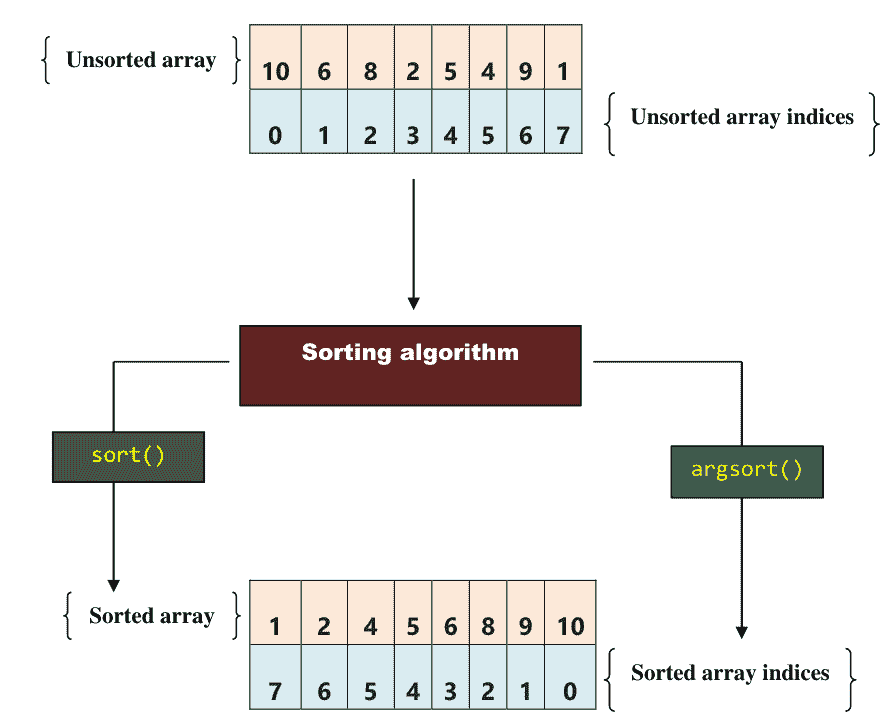 Unsorted array
10 6 8 2 5 4 9 1
0 1 2 3 4 5 6 7
Unsorted array indices
Sorting algorithm
sort()
argsort()
Sorted array
1 2 4 5 6 8 9 10
7 6 5 4 3 2 1 0
Sorted array indices